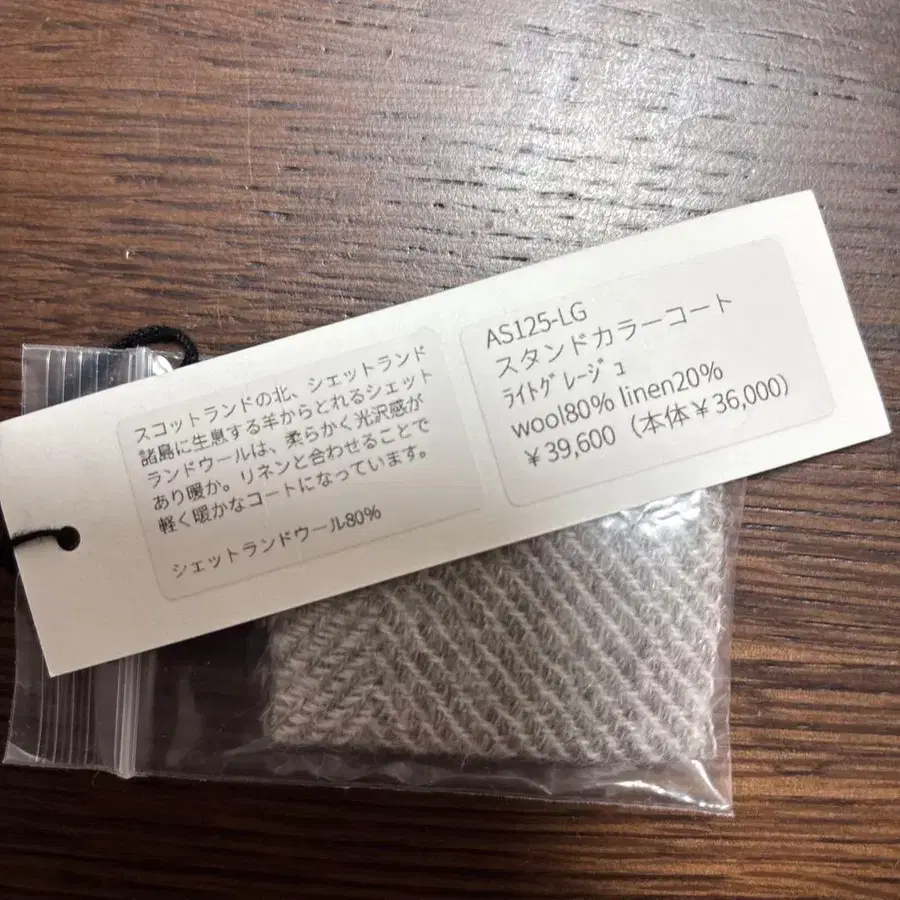 スコットランドの北、シェットランド
諸島に生息する羊からとれるシェット
ランドウールは、柔らかく光沢感が
あり暖か。リネンと合わせることで
軽く暖かなコートになっています。
シェットランドウール80%
AS125-LG
スタンドカラーコート
ﾗｲﾄｸﾞﾚｰｼﾞｭ
wool80% linen20%
￥39,600（本体￥36,000）